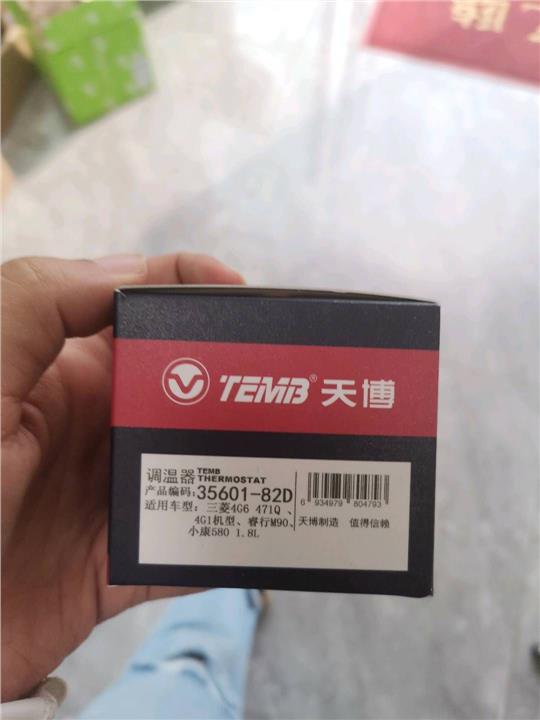 TEMB® 天博
调温器 TEMB THERMOSTAT
产品编码: 35601-82D
适用车型: 三菱4G6 471Q 、
4G1机型、睿行M90、
小康580 1.8L
6 934979 804793
天博制造 值得信赖